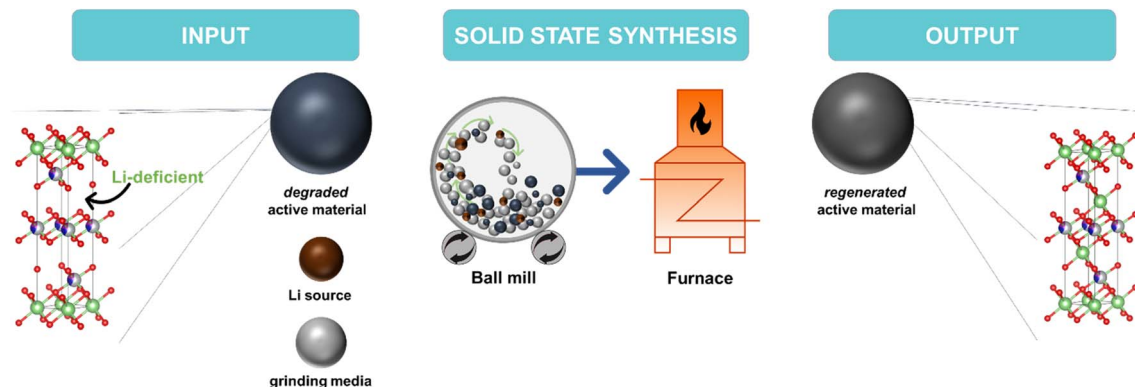 INPUT
SOLID STATE SYNTHESIS
OUTPUT
Li-deficient
degraded
active material
Li source
grinding media
Ball mill
Furnace
regenerated
active material